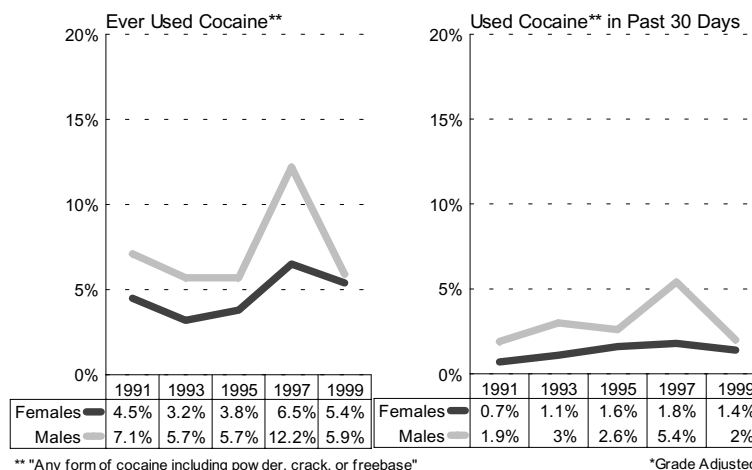 Ever Used Cocaine**
20%
15%
10%
5%
0%
1991 1993 1995 1997 1999
Females 4.5% 3.2% 3.8% 6.5% 5.4%
Males 7.1% 5.7% 5.7% 12.2% 5.9%
** "Any form of cocaine including powder, crack, or freebase"
Used Cocaine** in Past 30 Days
20%
15%
10%
5%
0%
1991 1993 1995 1997 1999
Females 0.7% 1.1% 1.6% 1.8% 1.4%
Males 1.9% 3% 2.6% 5.4% 2%
*Grade Adjusted